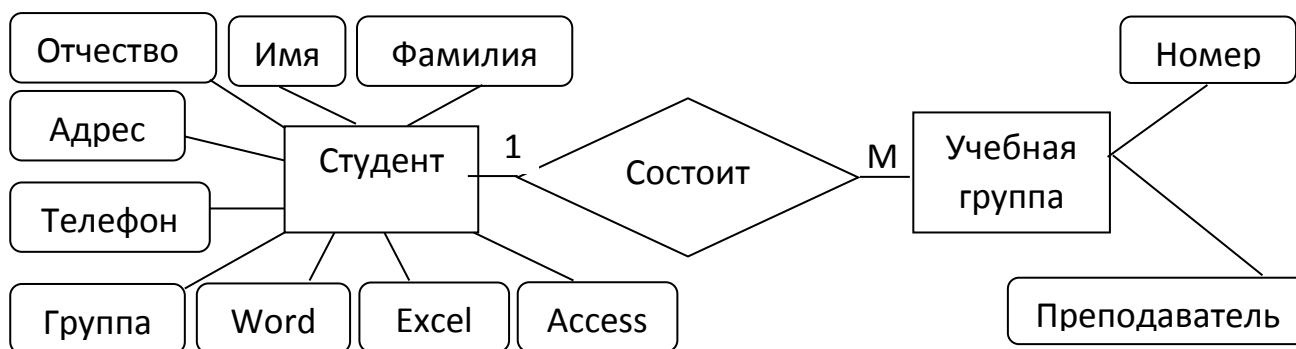 Отчество
Имя
Фамилия
Номер
Адрес
Студент
1
Состоит
М
Учебная
группа
Телефон
Группа
Word
Excel
Access
Преподаватель